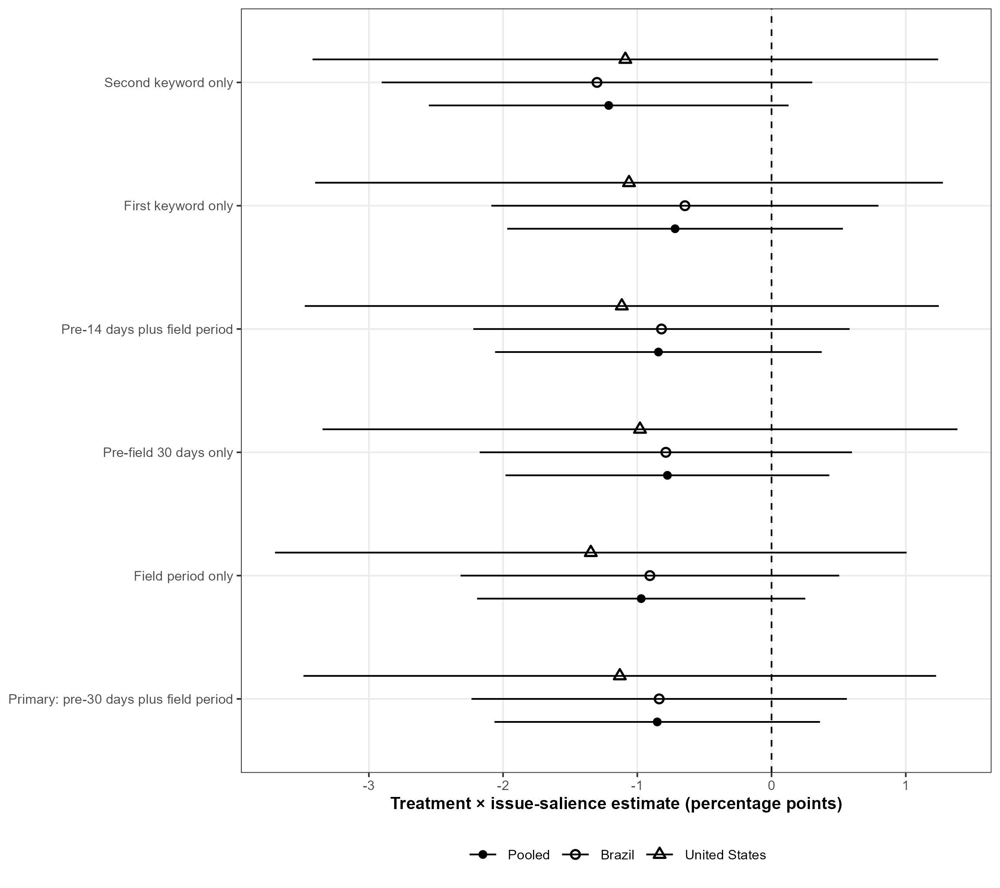 Second keyword only
First keyword only
Pre-14 days plus field period
Pre-field 30 days only
Field period only
Primary: pre-30 days plus field period
-3 -2 -1 0 1
Treatment × issue-salience estimate (percentage points)
Pooled Brazil United States